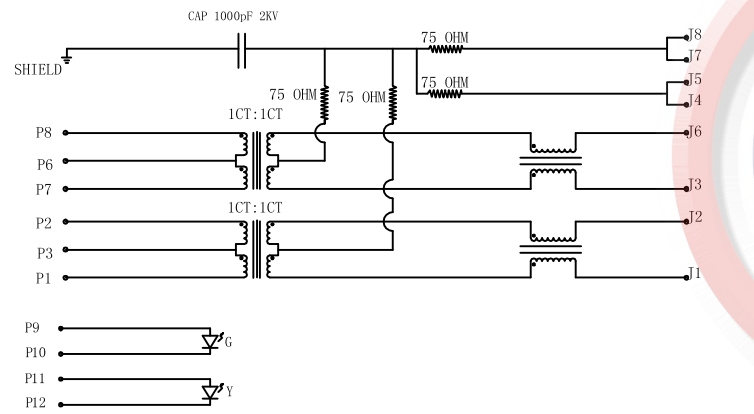 CAP 1000pF 2KV
SHIELD
75 OHM
J8
J7
75 OHM
J5
J4
75 OHM
75 OHM
1CT:1CT
P8
J6
P6
P7
J3
1CT:1CT
P2
J2
P3
P1
J1
P9
G
P10
P11
Y
P12